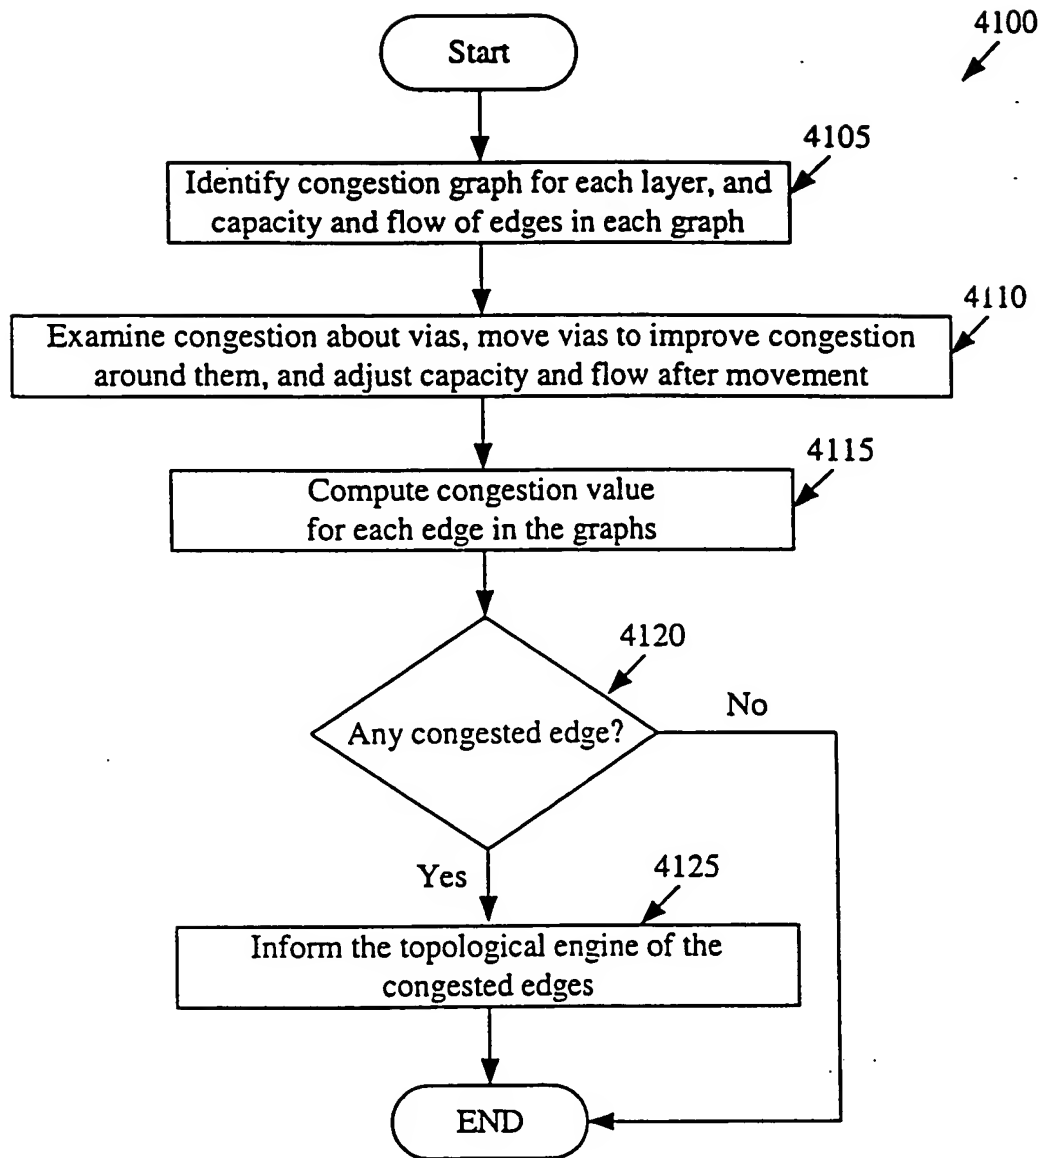 4100
Start
4105
Identify congestion graph for each layer, and
capacity and flow of edges in each graph
4110
Examine congestion about vias, move vias to improve congestion
around them, and adjust capacity and flow after movement
4115
Compute congestion value
for each edge in the graphs
4120
Any congested edge?
No
Yes
4125
Inform the topological engine of the
congested edges
END